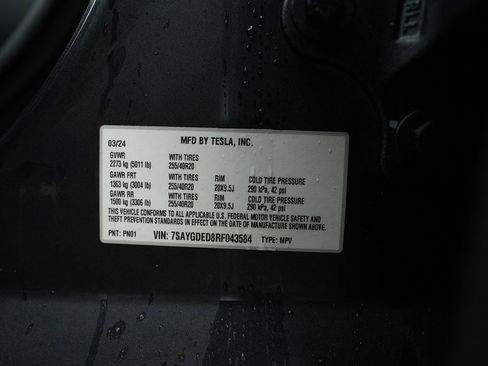 ALL
03/24 MFD BY TESLA, INC.
GVWR WITH TIRES
2273 kg (5011 lb) 255/40R20
GAWR FRT WITH TIRES RIM COLD TIRE PRESSURE
1363 kg (3004 lb) 255/40R20 20X9.5J 290 kPa, 42 psi
GAWR RR WITH TIRES RIM COLD TIRE PRESSURE
1500 kg (3306 lb) 255/40R20 20X9.5J 290 kPa, 42 psi
THIS VEHICLE CONFORMS TO ALL APPLICABLE U.S. FEDERAL MOTOR VEHICLE SAFETY AND
THEFT PREVENTION STANDARDS IN EFFECT ON THE DATE OF MANUFACTURE SHOWN ABOVE.
PNT: PN01 VIN: 7SAYGDED8RF043584 TYPE: MPV